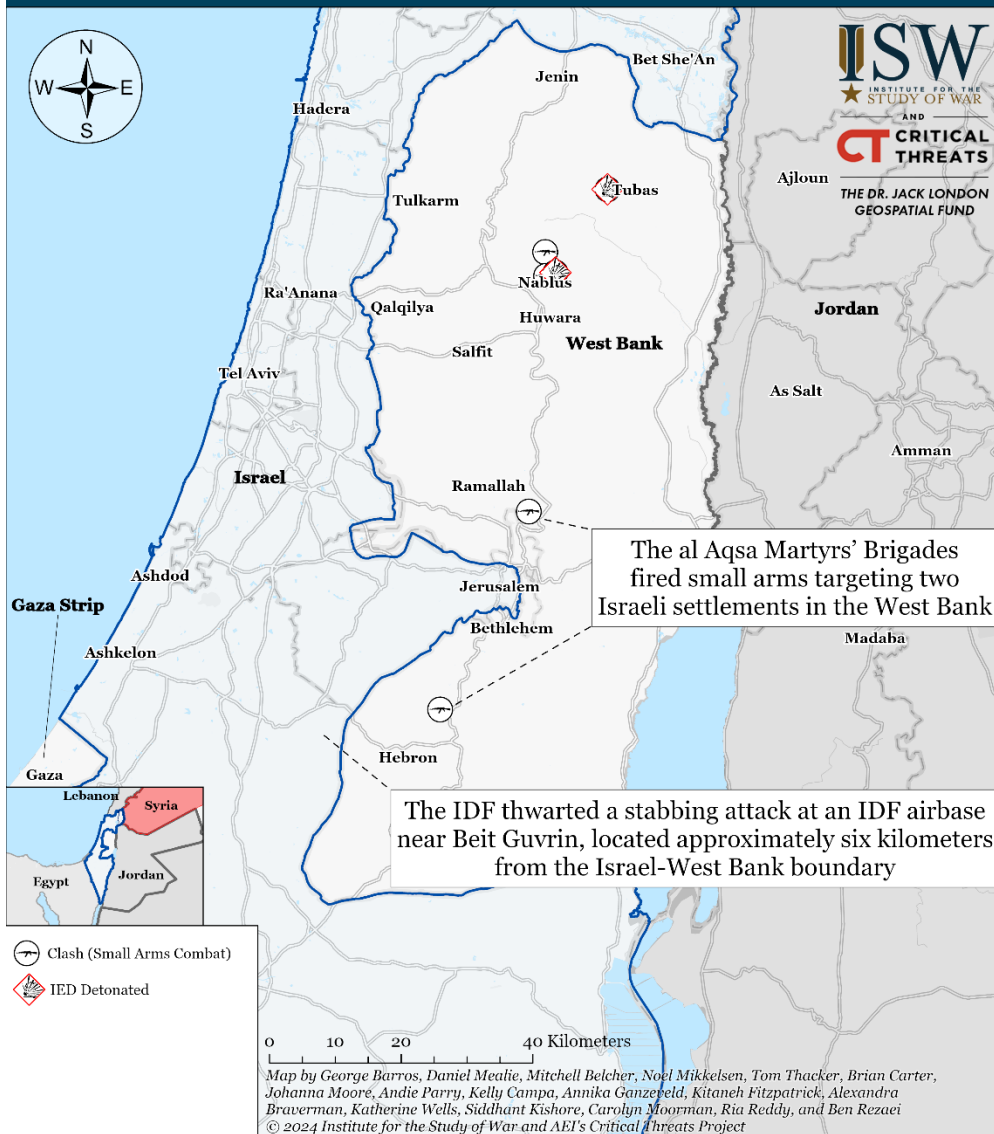 N
W
E
S
ISW
INSTITUTE FOR THE
STUDY OF WAR
AND
CT CRITICAL
THREATS
THE DR. JACK LONDON
GEOSPATIAL FUND
Jenin
Bet She'An
Hadera
Ajloun
Tubas
Tulkarm
Nablus
Ra'Anana
Qalqilya
Huwara
Jordan
West Bank
Salfit
Tel Aviv
As Salt
Amman
Israel
Ramallah
The al Aqsa Martyrs’ Brigades
fired small arms targeting two
Israeli settlements in the West Bank
Ashdod
Jerusalem
Gaza Strip
Bethlehem
Madaba
Ashkelon
Hebron
Gaza
The IDF thwarted a stabbing attack at an IDF airbase
near Beit Guvrin, located approximately six kilometers
from the Israel-West Bank boundary
Lebanon
Syria
Egypt
Jordan
Clash (Small Arms Combat)
IED Detonated
0 10 20 40 Kilometers
Map by George Barros, Daniel Mealie, Mitchell Belcher, Noel Mikkelsen, Tom Thacker, Brian Carter,
Johanna Moore, Andie Parry, Kelly Campa, Annika Ganzeveld, Kitaneh Fitzpatrick, Alexandra
Braverman, Katherine Wells, Siddhant Kishore, Carolyn Moorman, Ria Reddy, and Ben Rezaei
© 2024 Institute for the Study of War and AEI's Critical Threats Project